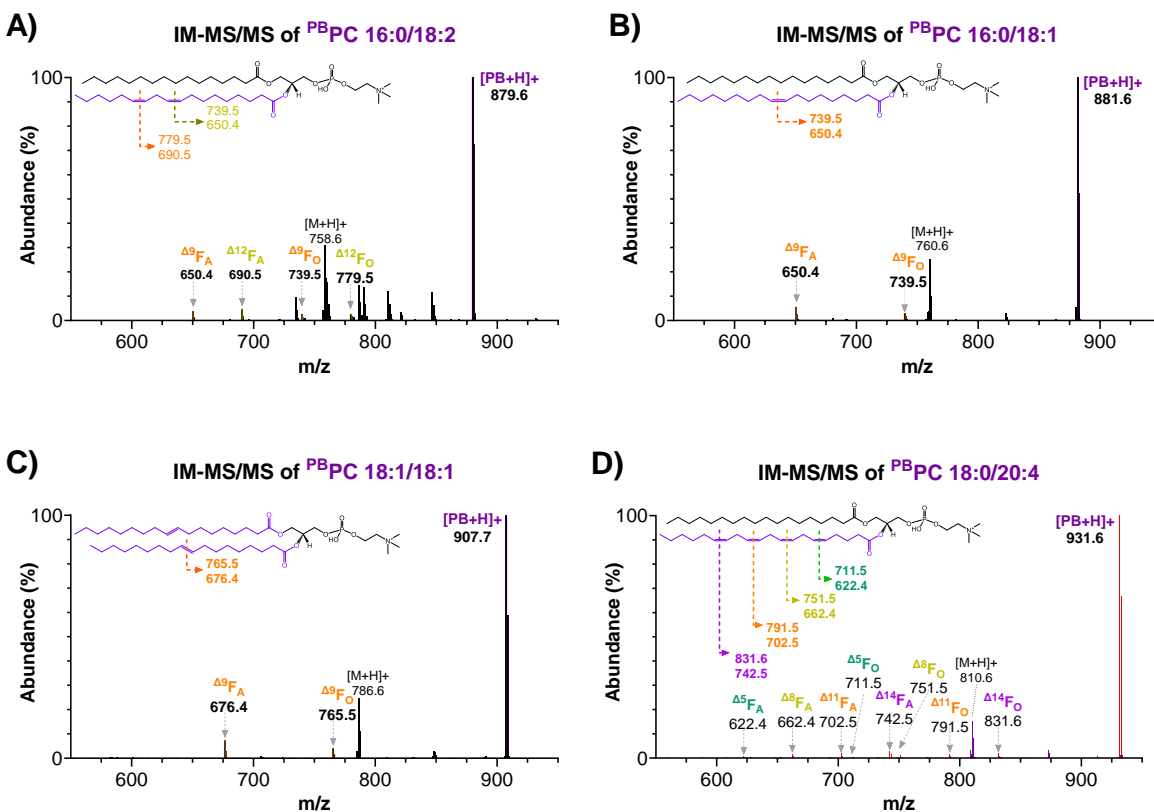 A)
IM-MS/MS of PBPC 16:0/18:2
100
[PB+H]+
879.6
739.5
650.4
779.5
690.5
[M+H]+
758.6
Δ9FA
650.4
Δ12FA
690.5
Δ9FO
739.5
Δ12FO
779.5
0
Abundance (%)
600 700 800 900
m/z
B)
IM-MS/MS of PBPC 16:0/18:1
100
[PB+H]+
881.6
739.5
650.4
[M+H]+
760.6
Δ9FA
650.4
Δ9FO
739.5
0
Abundance (%)
600 700 800 900
m/z
C)
IM-MS/MS of PBPC 18:1/18:1
100
[PB+H]+
907.7
765.5
676.4
[M+H]+
786.6
Δ9FA
676.4
Δ9FO
765.5
0
Abundance (%)
600 700 800 900
m/z
D)
IM-MS/MS of PBPC 18:0/20:4
100
[PB+H]+
931.6
711.5
622.4
751.5
662.4
791.5
702.5
831.6
742.5
Δ5FA
622.4
Δ8FA
662.4
Δ11FA
702.5
Δ5FO
711.5
Δ14FA
742.5
Δ8FO
751.5
Δ11FO
791.5
[M+H]+
810.6
Δ14FO
831.6
0
Abundance (%)
600 700 800 900
m/z